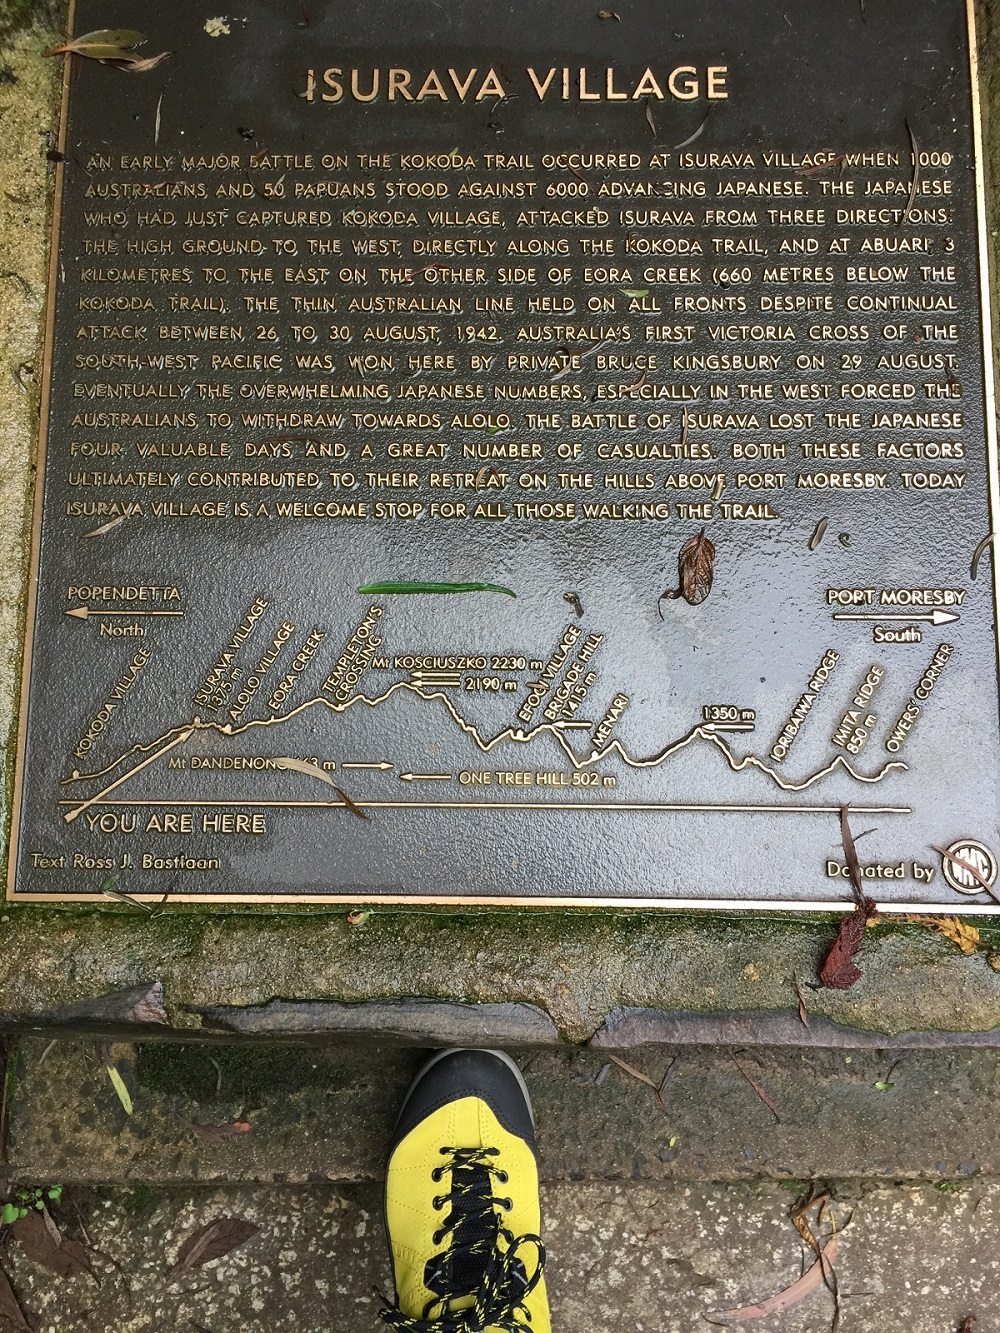 ISURAVA VILLAGE
AN EARLY MAJOR BATTLE ON THE KOKODA TRAIL OCCURRED AT ISURAVA VILLAGE WHEN 1000
AUSTRALIANS AND 50 PAPUANS STOOD AGAINST 6000 ADVANCING JAPANESE. THE JAPANESE
WHO HAD JUST CAPTURED KOKODA VILLAGE, ATTACKED ISURAVA FROM THREE DIRECTIONS.
THE HIGH GROUND TO THE WEST, DIRECTLY ALONG THE KOKODA TRAIL, AND AT ABUARI 3
KILOMETRES TO THE EAST ON THE OTHER SIDE OF EORA CREEK (660 METRES BELOW THE
KOKODA TRAIL). THE THIN AUSTRALIAN LINE HELD ON ALL FRONTS DESPITE CONTINUAL
ATTACK BETWEEN 26 TO 30 AUGUST, 1942. AUSTRALIA'S FIRST VICTORIA CROSS OF THE
SOUTH-WEST PACIFIC WAS WON HERE BY PRIVATE BRUCE KINGSBURY ON 29 AUGUST.
EVENTUALLY THE OVERWHELMING JAPANESE NUMBERS, ESPECIALLY IN THE WEST FORCED THE
AUSTRALIANS TO WITHDRAW TOWARDS ALOLO. THE BATTLE OF ISURAVA LOST THE JAPANESE
FOUR VALUABLE DAYS AND A GREAT NUMBER OF CASUALTIES. BOTH THESE FACTORS
ULTIMATELY CONTRIBUTED TO THEIR RETREAT ON THE HILLS ABOVE PORT MORESBY. TODAY
ISURAVA VILLAGE IS A WELCOME STOP FOR ALL THOSE WALKING THE TRAIL.
POPENDETTA
North
PORT MORESBY
South
KOKODA VILLAGE
ISURAVA VILLAGE
1375 m
ALOLO VILLAGE
EORA CREEK
TEMPLETON'S
CROSSING
Mt KOSCIUSZKO 2230 m
2190 m
EFOGI VILLAGE
BRIGADE HILL
1415 m
MENARI
1350 m
IORIBAIWA RIDGE
IMITA RIDGE
850 m
OWERS' CORNER
Mt DANDENONG m
ONE TREE HILL 502 m
YOU ARE HERE
Text Ross J. Bastiaan
Donated by